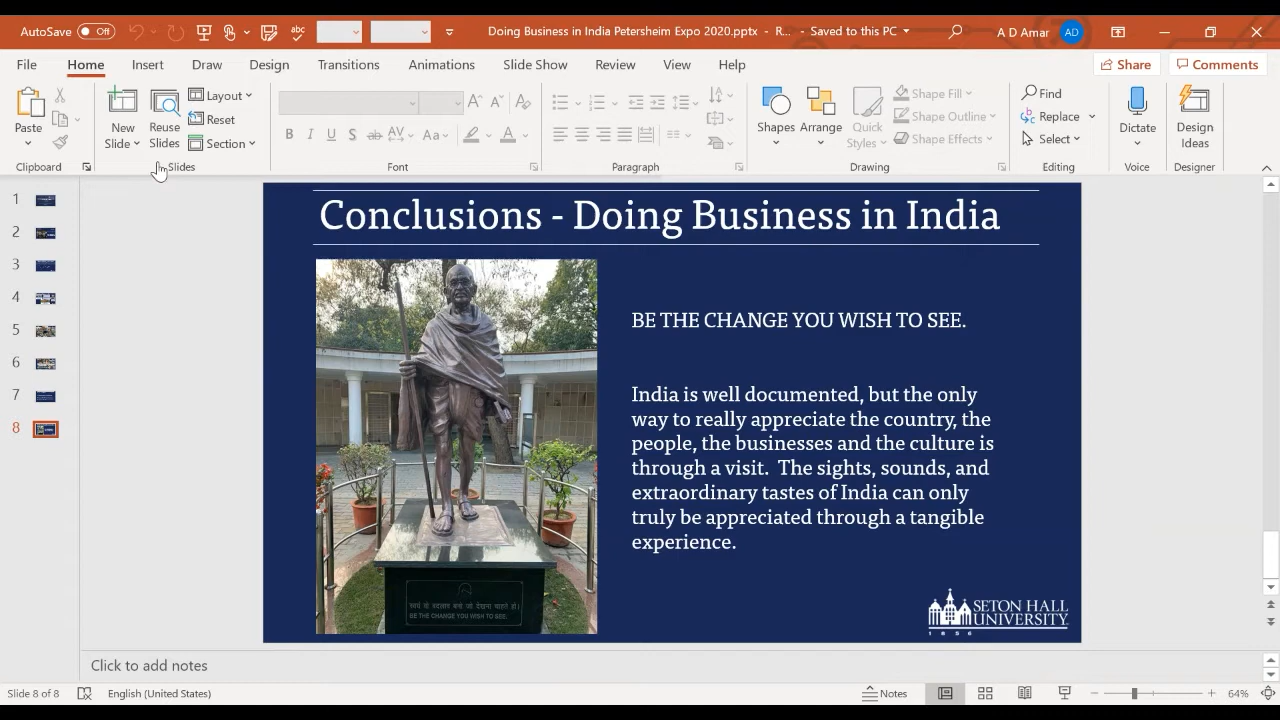 AutoSave Off
Doing Business in India Petersheim Expo 2020.pptx - R... - Saved to this PC
A D Amar AD
File Home Insert Draw Design Transitions Animations Slide Show Review View Help
Share Comments
Paste
New Slide
Reuse Slides
Layout
Reset
Section
Shapes
Arrange
Quick Styles
Shape Fill
Shape Outline
Shape Effects
Find
Replace
Select
Dictate
Design Ideas
Clipboard Slides Font Paragraph Drawing Editing Voice Designer
1
2
3
4
5
6
7
8
Conclusions - Doing Business in India
BE THE CHANGE YOU WISH TO SEE.
India is well documented, but the only
way to really appreciate the country, the
people, the businesses and the culture is
through a visit. The sights, sounds, and
extraordinary tastes of India can only
truly be appreciated through a tangible
experience.
BE THE CHANGE YOU WISH TO SEE.
SETON HALL
UNIVERSITY
1 8 5 6
Click to add notes
Slide 8 of 8 English (United States) Notes 64%